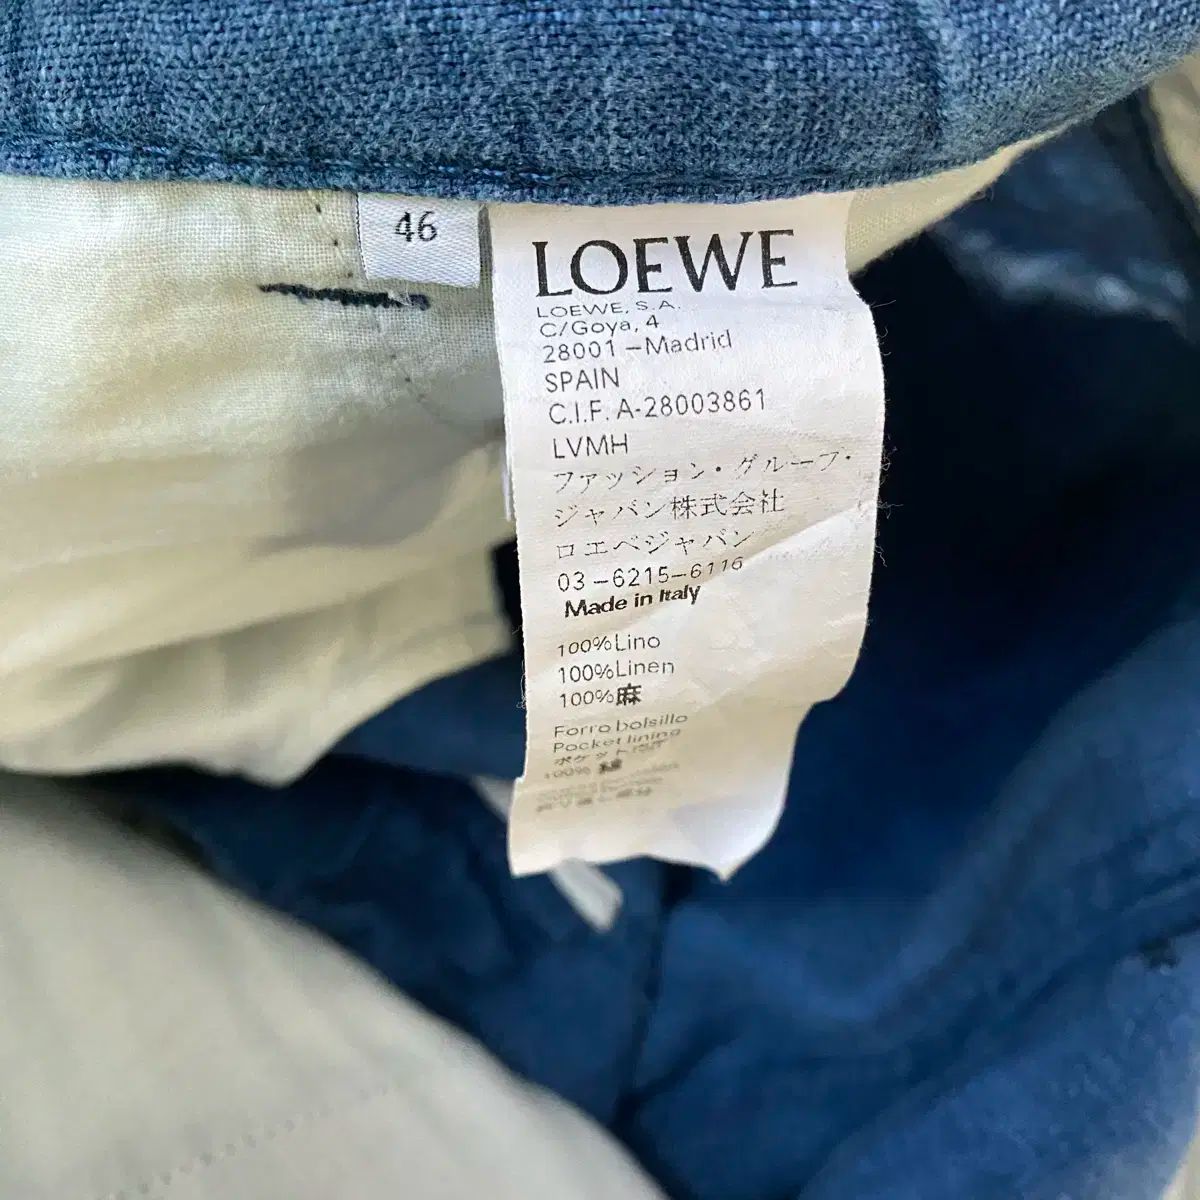 46
LOEWE
LOEWE, S.A.
C/Goya, 4
28001 –Madrid
SPAIN
C.I.F. A-28003861
LVMH
ファッション・グループ・
ジャパン株式会社
ロエベジャパン
03–6215–6116
Made in Italy
100%Lino
100%Linen
100%麻
Forro bolsillo
Pocket lining
100%